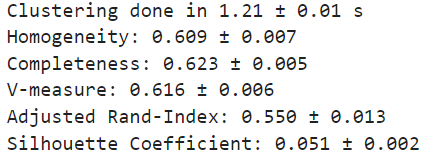 Clustering done in 1.21 ± 0.01 s
Homogeneity: 0.609 ± 0.007
Completeness: 0.623 ± 0.005
V-measure: 0.616 ± 0.006
Adjusted Rand-Index: 0.550 ± 0.013
Silhouette Coefficient: 0.051 ± 0.002